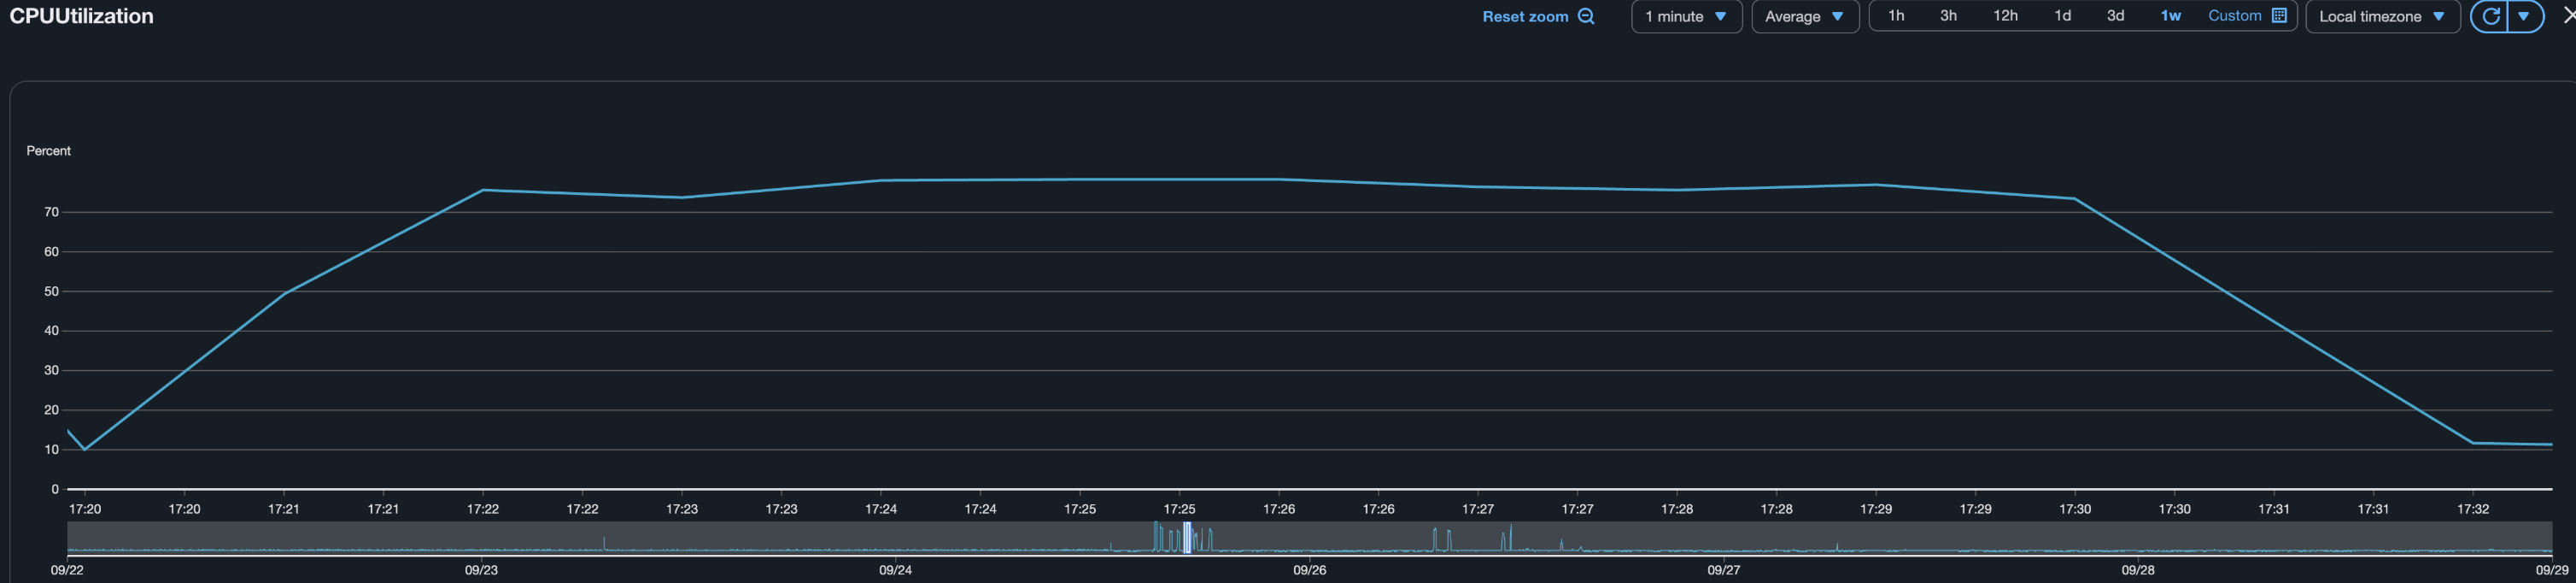 CPUUtilization
Reset zoom 1 minute Average 1h 3h 12h 1d 3d 1w Custom Local timezone
Percent
70
60
50
40
30
20
10
0
17:20 17:20 17:21 17:21 17:22 17:22 17:23 17:23 17:24 17:24 17:25 17:25 17:26 17:26 17:27 17:27 17:28 17:28 17:29 17:29 17:30 17:30 17:31 17:31 17:32
09/22 09/23 09/24 09/26 09/27 09/28 09/29